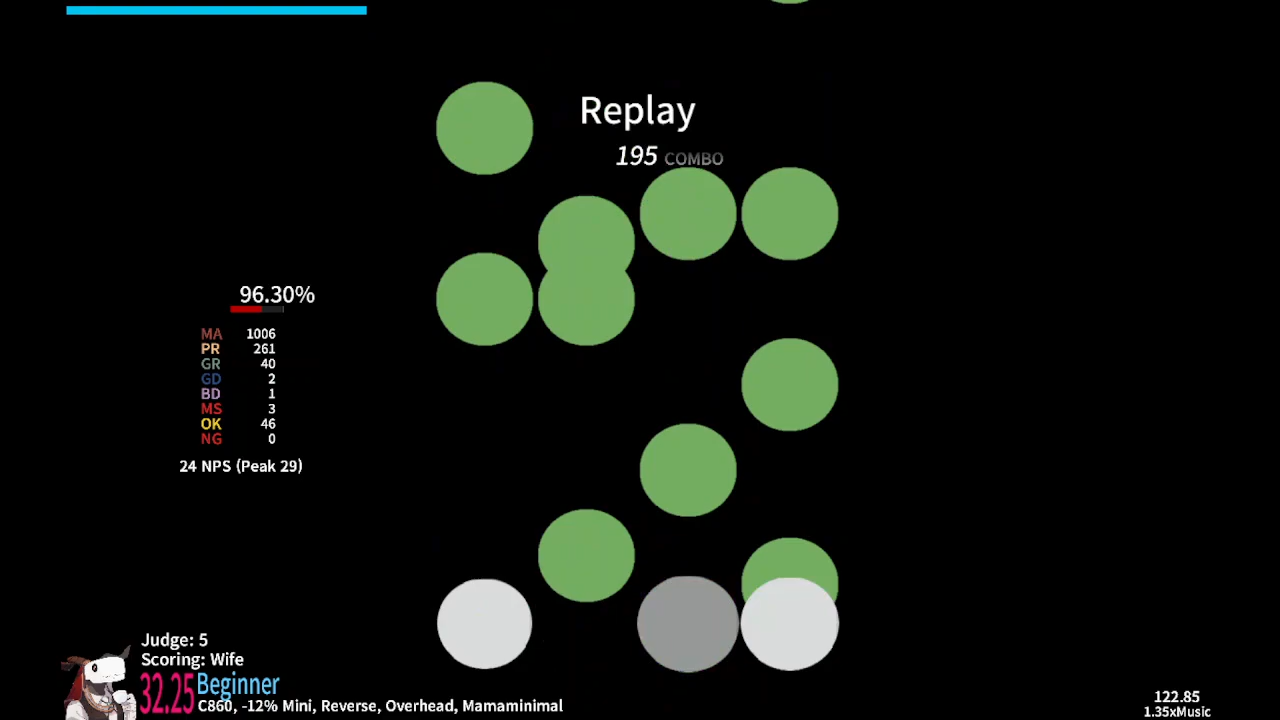 Replay
195 COMBO
96.30%
MA 1006
PR 261
GR 40
GD 2
BD 1
MS 3
OK 46
NG 0
24 NPS (Peak 29)
Judge: 5
Scoring: Wife
32.25 Beginner
C860, -12% Mini, Reverse, Overhead, Mamaminimal
122.85
1.35xMusic